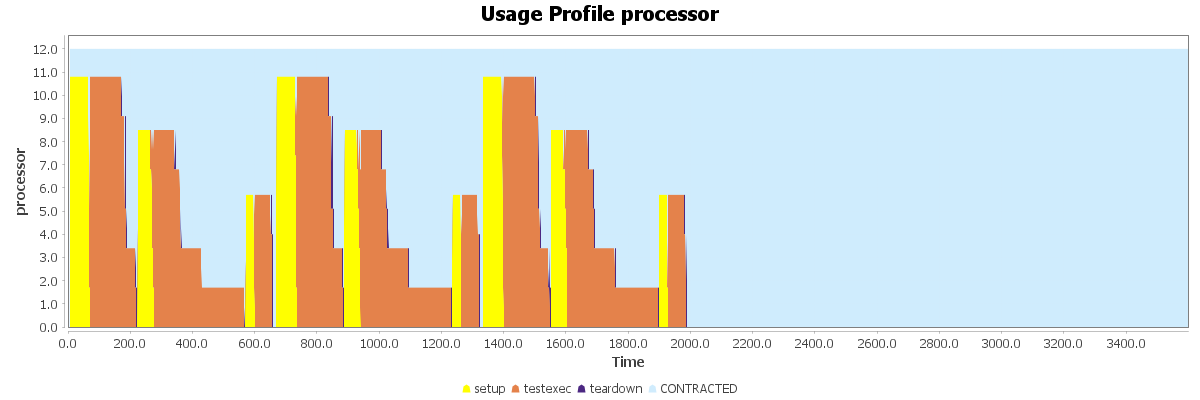 Usage Profile processor
12.0
11.0
10.0
9.0
8.0
7.0
6.0
5.0
4.0
3.0
2.0
1.0
0.0
processor
0.0 200.0 400.0 600.0 800.0 1000.0 1200.0 1400.0 1600.0 1800.0 2000.0 2200.0 2400.0 2600.0 2800.0 3000.0 3200.0 3400.0
Time
setup testexec teardown CONTRACTED